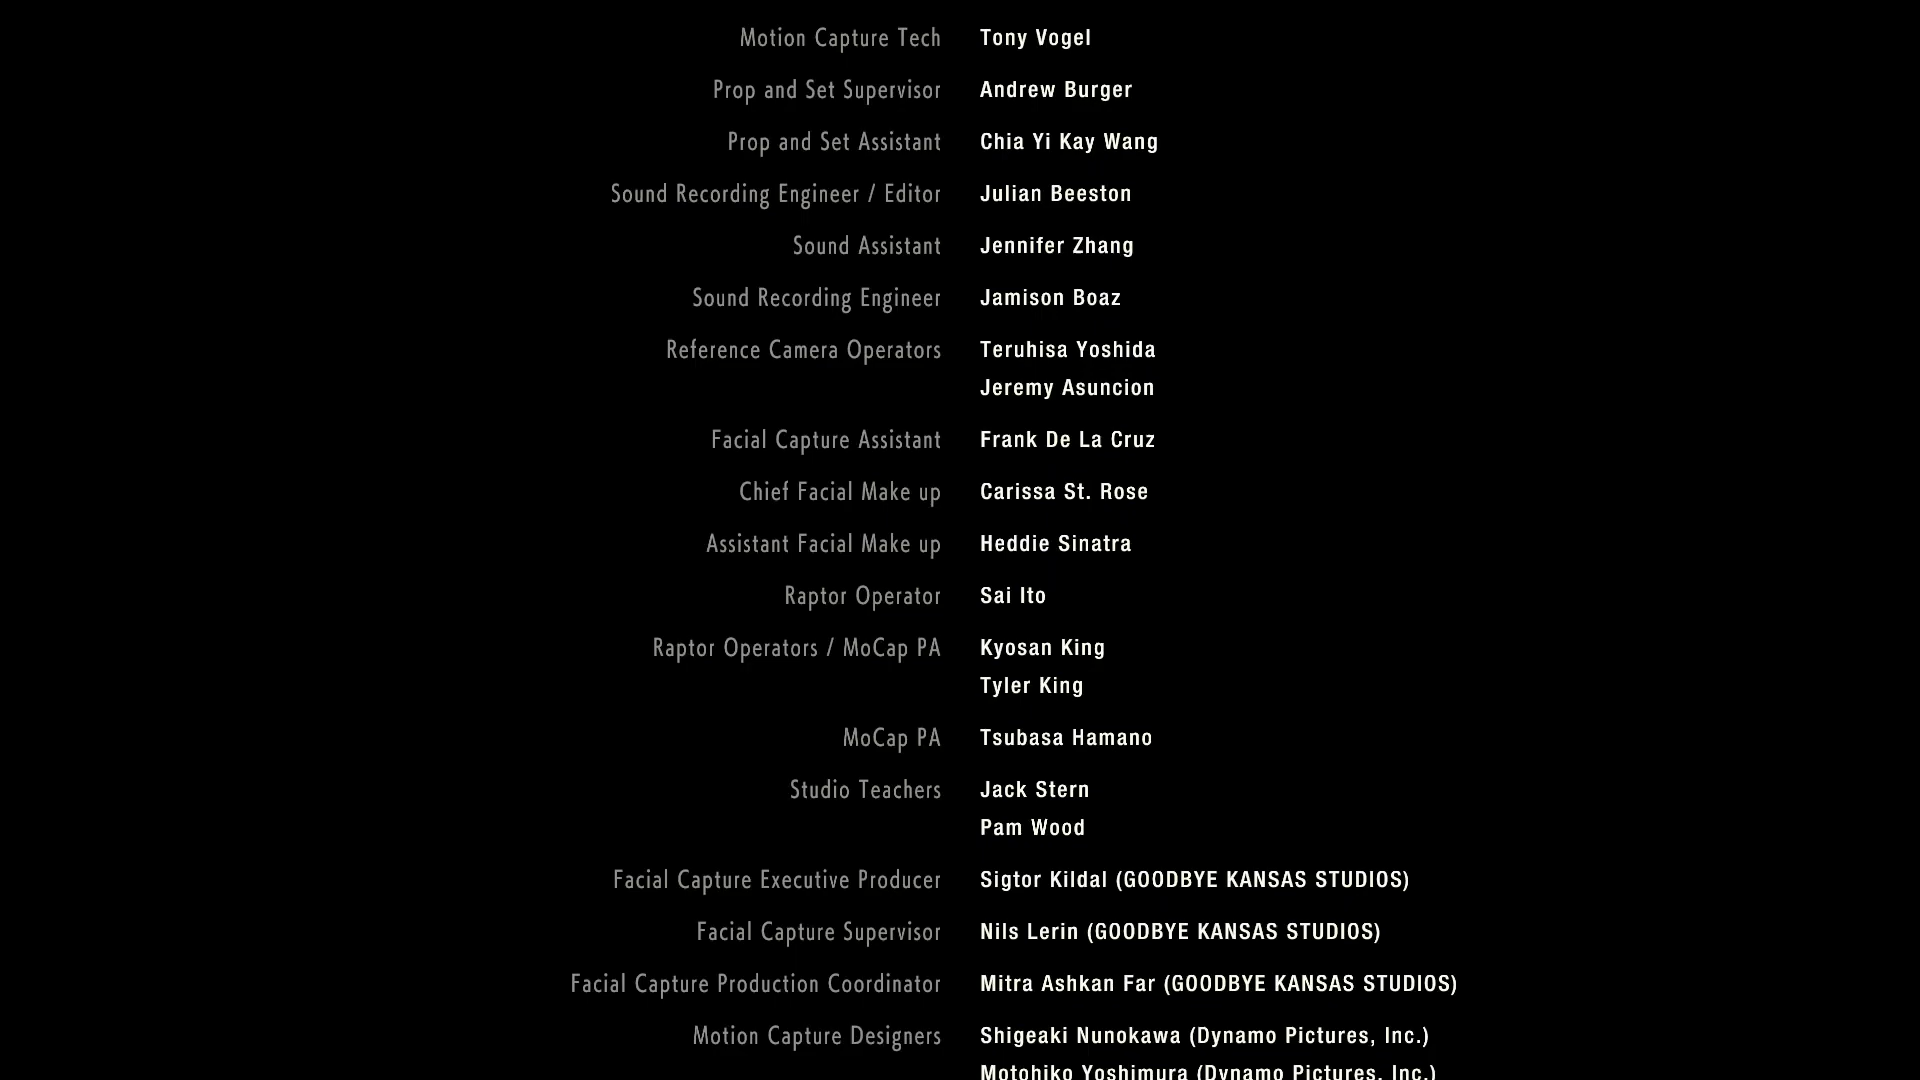 Motion Capture Tech Tony Vogel
Prop and Set Supervisor Andrew Burger
Prop and Set Assistant Chia Yi Kay Wang
Sound Recording Engineer / Editor Julian Beeston
Sound Assistant Jennifer Zhang
Sound Recording Engineer Jamison Boaz
Reference Camera Operators Teruhisa Yoshida
Jeremy Asuncion
Facial Capture Assistant Frank De La Cruz
Chief Facial Make up Carissa St. Rose
Assistant Facial Make up Heddie Sinatra
Raptor Operator Sai Ito
Raptor Operators / MoCap PA Kyosan King
Tyler King
MoCap PA Tsubasa Hamano
Studio Teachers Jack Stern
Pam Wood
Facial Capture Executive Producer Sigtor Kildal (GOODBYE KANSAS STUDIOS)
Facial Capture Supervisor Nils Lerin (GOODBYE KANSAS STUDIOS)
Facial Capture Production Coordinator Mitra Ashkan Far (GOODBYE KANSAS STUDIOS)
Motion Capture Designers Shigeaki Nunokawa (Dynamo Pictures, Inc.)
Motohiko Yoshimura (Dynamo Pictures, Inc.)